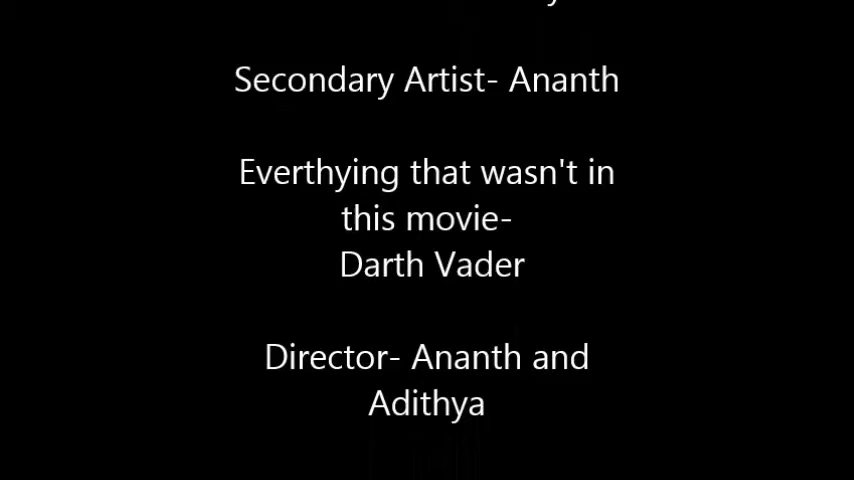 Secondary Artist- Ananth
Everthying that wasn't in
this movie-
Darth Vader
Director- Ananth and
Adithya